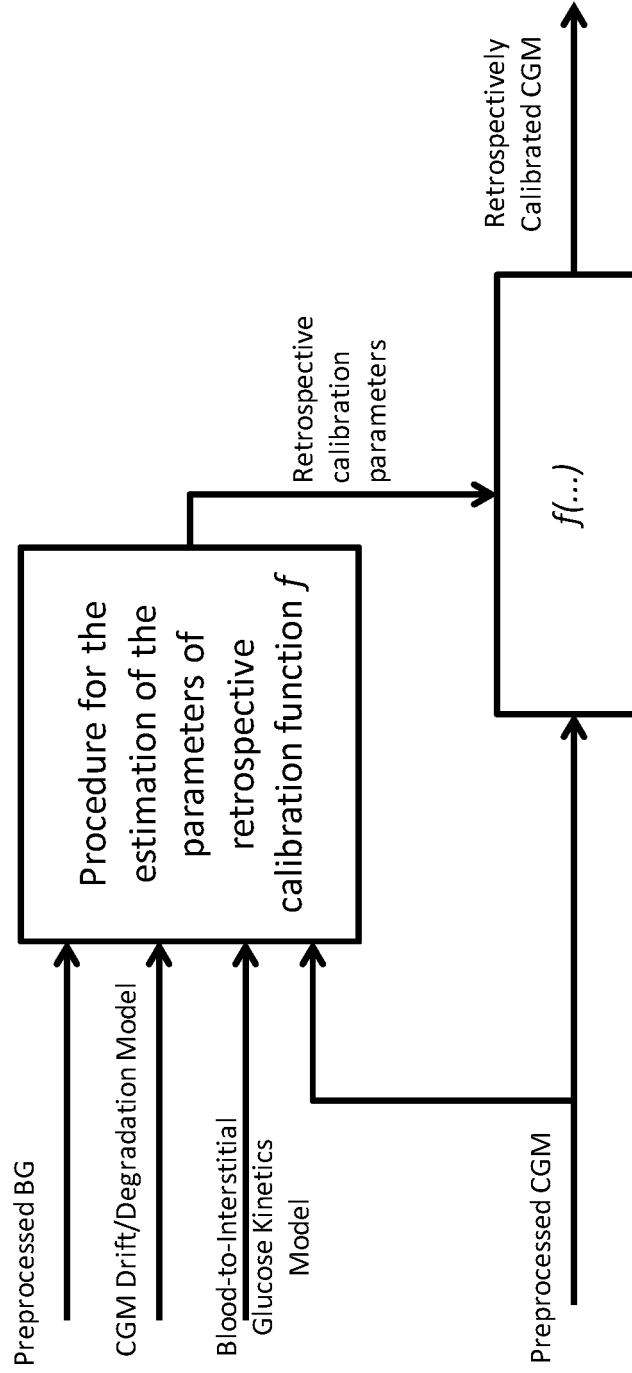 Preprocessed BG
CGM Drift/Degradation Model
Blood-to-Interstitial
Glucose Kinetics
Model
Preprocessed CGM
Procedure for the
estimation of the
parameters of
retrospective
calibration function f
Retrospective
calibration
parameters
f(...)
Retrospectively
Calibrated CGM